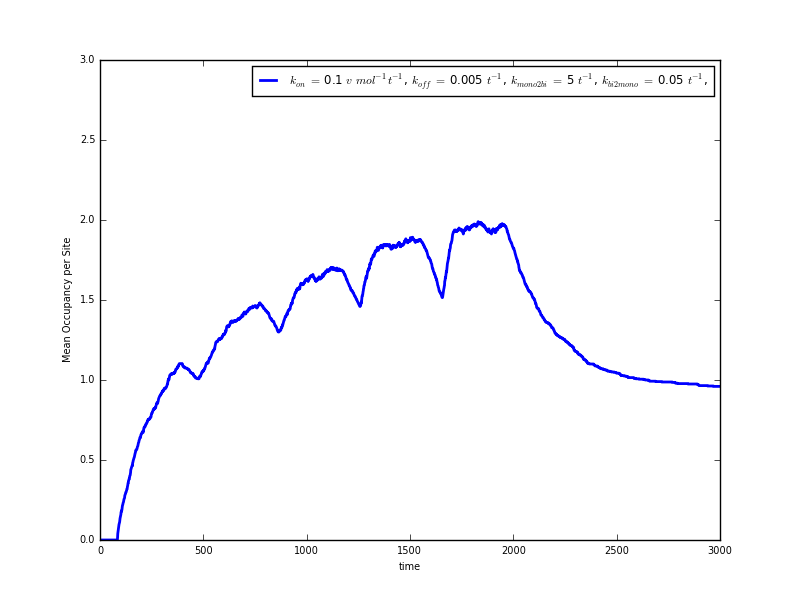 k_on = 0.1 v mol^−1 t^−1, k_off = 0.005 t^−1, k_mono2bi = 5 t^−1, k_bi2mono = 0.05 t^−1,
3.0
2.5
2.0
1.5
1.0
0.5
0.0
Mean Occupancy per Site
0 500 1000 1500 2000 2500 3000
time